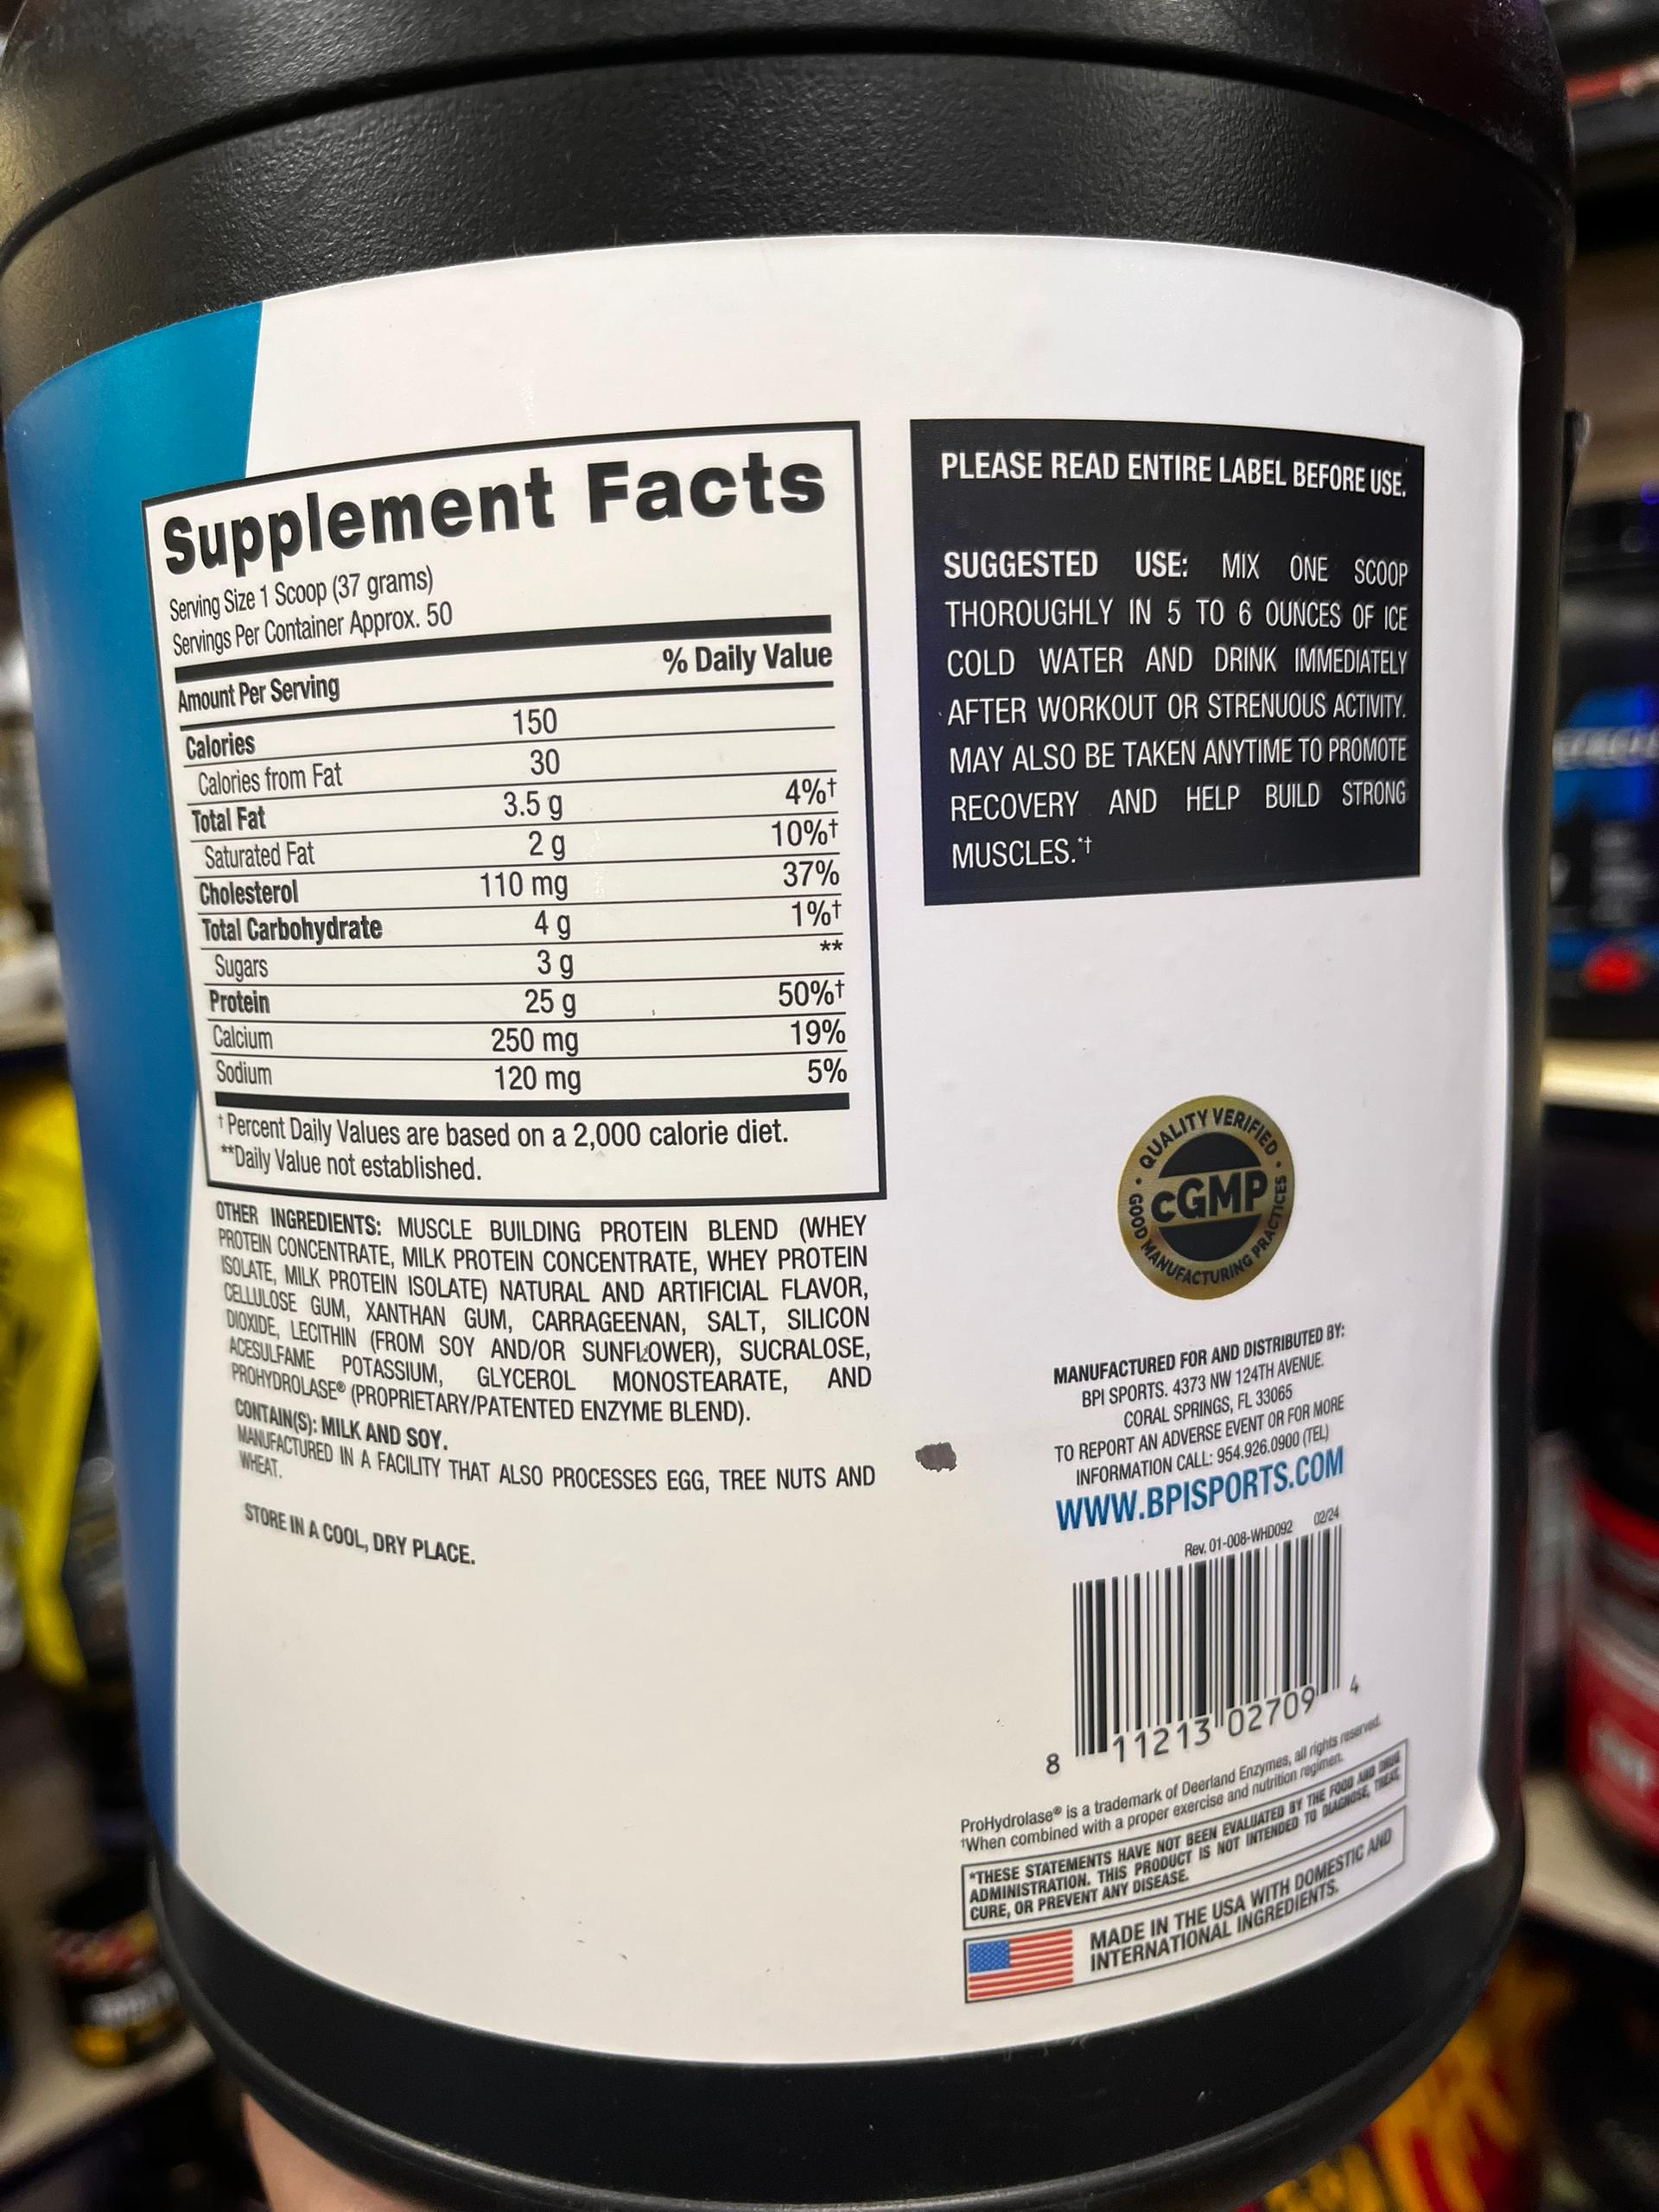 Supplement Facts
Serving Size 1 Scoop (37 grams)
Servings Per Container Approx. 50
Amount Per Serving % Daily Value
Calories 150
Calories from Fat 30
Total Fat 3.5 g 4%†
Saturated Fat 2 g 10%†
Cholesterol 110 mg 37%
Total Carbohydrate 4 g 1%†
Sugars 3 g **
Protein 25 g 50%†
Calcium 250 mg 19%
Sodium 120 mg 5%
† Percent Daily Values are based on a 2,000 calorie diet.
**Daily Value not established.
OTHER INGREDIENTS: MUSCLE BUILDING PROTEIN BLEND (WHEY
PROTEIN CONCENTRATE, MILK PROTEIN CONCENTRATE, WHEY PROTEIN
ISOLATE, MILK PROTEIN ISOLATE) NATURAL AND ARTIFICIAL FLAVOR,
CELLULOSE GUM, XANTHAN GUM, CARRAGEENAN, SALT, SILICON
DIOXIDE, LECITHIN (FROM SOY AND/OR SUNFLOWER), SUCRALOSE,
ACESULFAME POTASSIUM, GLYCEROL MONOSTEARATE, AND
PROHYDROLASE® (PROPRIETARY/PATENTED ENZYME BLEND).
CONTAIN(S): MILK AND SOY.
MANUFACTURED IN A FACILITY THAT ALSO PROCESSES EGG, TREE NUTS AND
WHEAT.
STORE IN A COOL, DRY PLACE.
PLEASE READ ENTIRE LABEL BEFORE USE.
SUGGESTED USE: MIX ONE SCOOP
THOROUGHLY IN 5 TO 6 OUNCES OF ICE
COLD WATER AND DRINK IMMEDIATELY
AFTER WORKOUT OR STRENUOUS ACTIVITY.
MAY ALSO BE TAKEN ANYTIME TO PROMOTE
RECOVERY AND HELP BUILD STRONG
MUSCLES.*†
QUALITY VERIFIED
cGMP
GOOD MANUFACTURING PRACTICES
MANUFACTURED FOR AND DISTRIBUTED BY:
BPI SPORTS. 4373 NW 124TH AVENUE.
CORAL SPRINGS, FL 33065
TO REPORT AN ADVERSE EVENT OR FOR MORE
INFORMATION CALL: 954.926.0900 (TEL)
WWW.BPISPORTS.COM
Rev. 01-008-WHD092 02/24
8 11213 02709 4
ProHydrolase® is a trademark of Deerland Enzymes, all rights reserved.
†When combined with a proper exercise and nutrition regimen.
*THESE STATEMENTS HAVE NOT BEEN EVALUATED BY THE FOOD AND DRUG
ADMINISTRATION. THIS PRODUCT IS NOT INTENDED TO DIAGNOSE, TREAT,
CURE, OR PREVENT ANY DISEASE.
MADE IN THE USA WITH DOMESTIC AND
INTERNATIONAL INGREDIENTS.